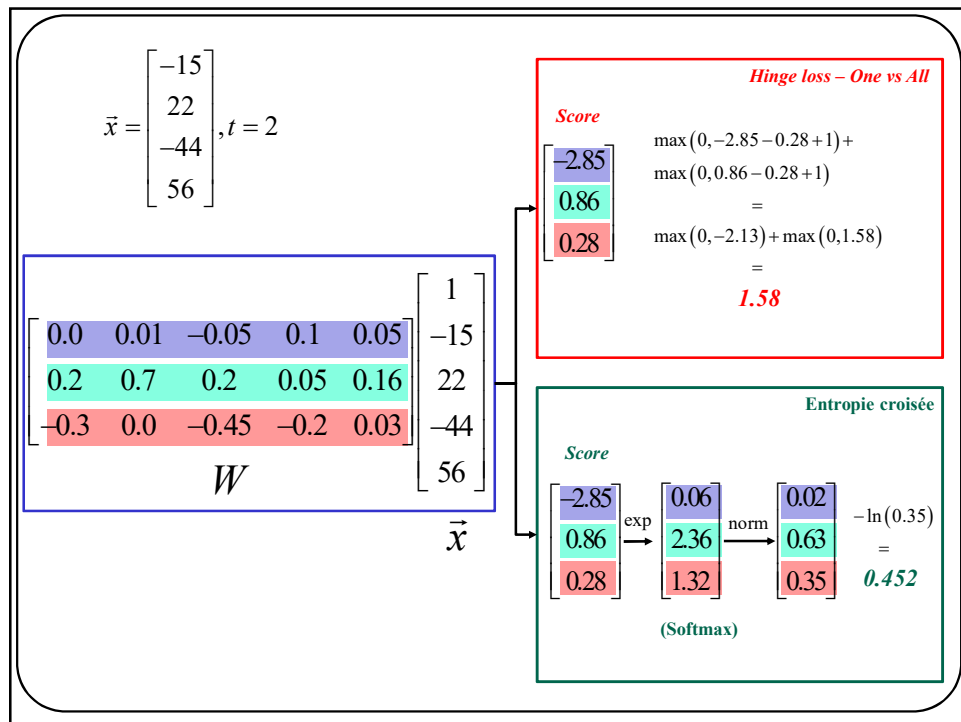 x⃗ = [−15 22 −44 56], t = 2
Hinge loss – One vs All
Score
−2.85
0.86
0.28
max(0,−2.85−0.28+1)+
max(0,0.86−0.28+1)
=
max(0,−2.13)+max(0,1.58)
=
1.58
0.0 0.01 −0.05 0.1 0.05
0.2 0.7 0.2 0.05 0.16
−0.3 0.0 −0.45 −0.2 0.03
W
1
−15
22
−44
56
x⃗
Entropie croisée
Score
−2.85
0.86
0.28
exp
0.06
2.36
1.32
norm
0.02
0.63
0.35
−ln(0.35)
=
0.452
(Softmax)